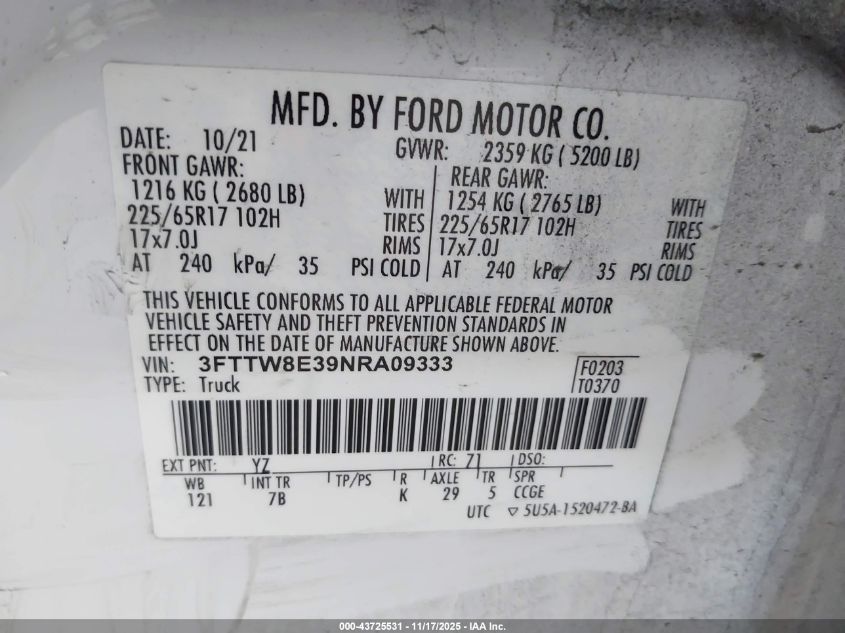 MFD. BY FORD MOTOR CO.
DATE: 10/21 GVWR: 2359 KG ( 5200 LB)
FRONT GAWR: REAR GAWR:
1216 KG ( 2680 LB) WITH 1254 KG ( 2765 LB) WITH
225/65R17 102H TIRES 225/65R17 102H TIRES
17x7.0J RIMS 17x7.0J RIMS
AT 240 kPa/ 35 PSI COLD AT 240 kPa/ 35 PSI COLD
THIS VEHICLE CONFORMS TO ALL APPLICABLE FEDERAL MOTOR
VEHICLE SAFETY AND THEFT PREVENTION STANDARDS IN
EFFECT ON THE DATE OF MANUFACTURE SHOWN ABOVE.
VIN: 3FTTW8E39NRA09333 F0203
TYPE: Truck T0370
EXT PNT: YZ RC: 71 DSO:
WB INT TR TP/PS R AXLE TR SPR
121 7B K 29 5 CCGE
UTC ▽ 5U5A-1520472-BA
000-43725531 - 11/17/2025 - IAA Inc.